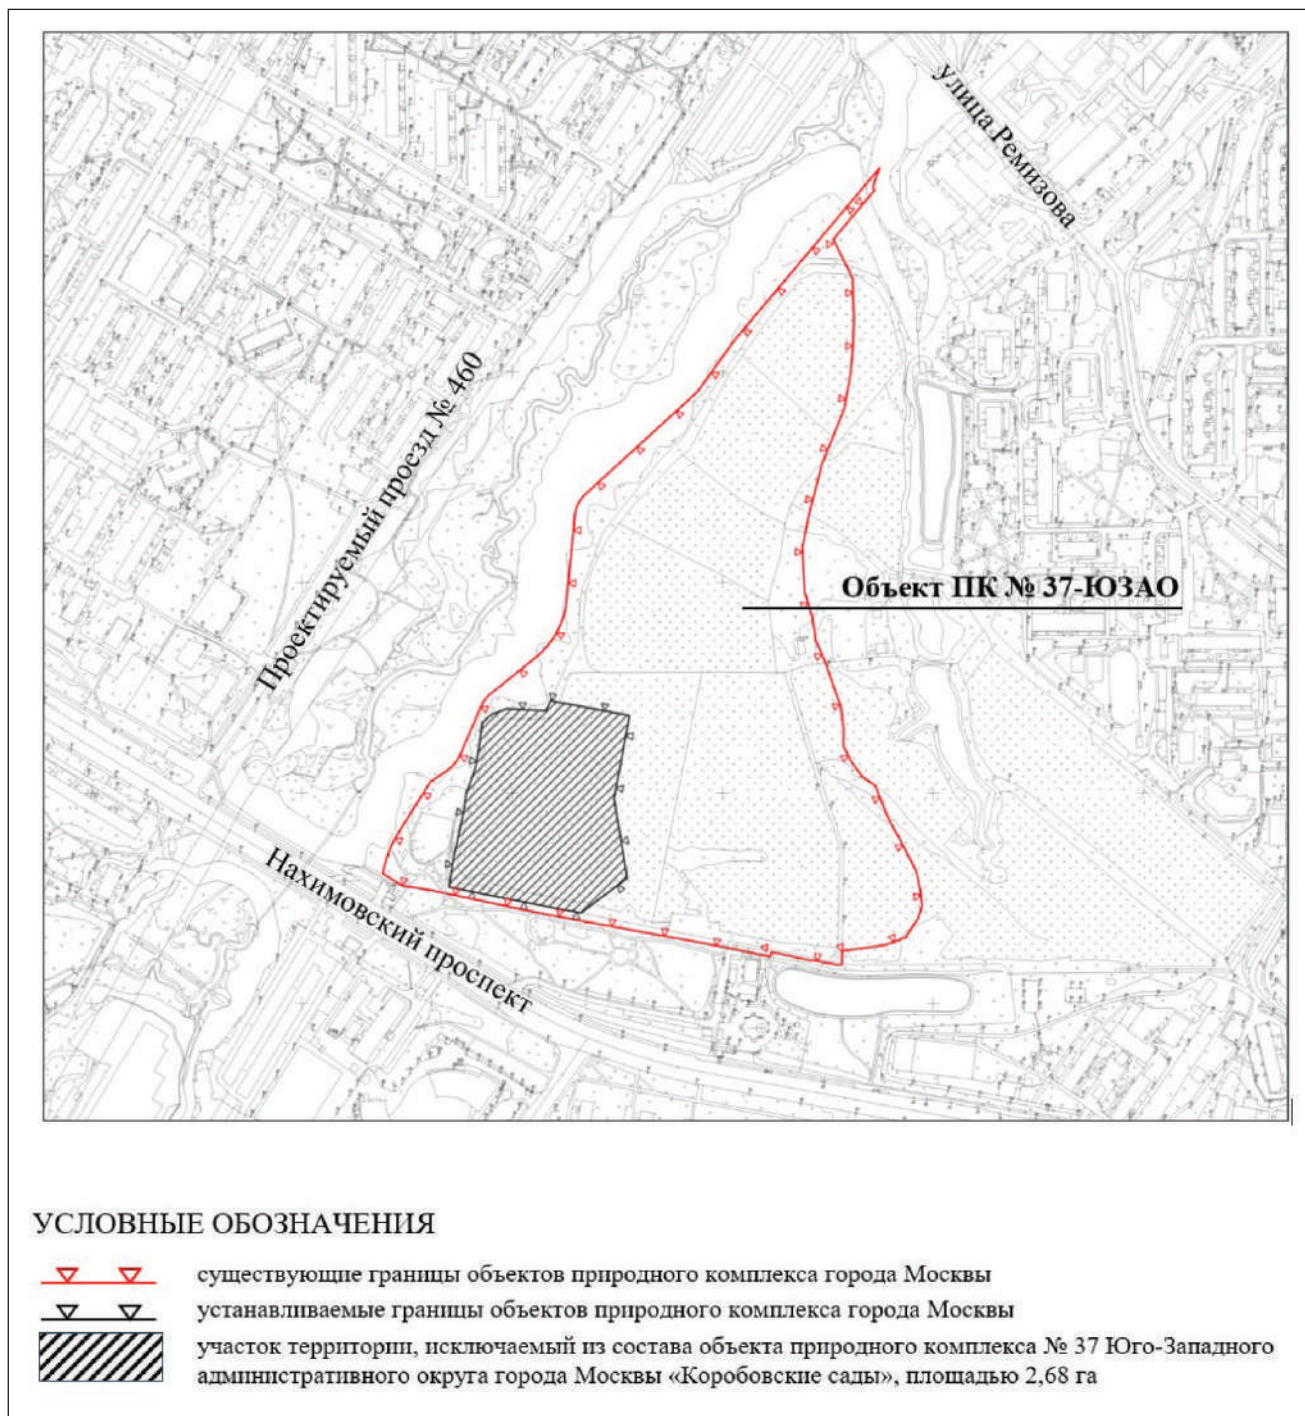 улица Ремизова
Проектируемый проезд № 460
Объект ПК № 37-ЮЗАО
Нахимовский проспект
УСЛОВНЫЕ ОБОЗНАЧЕНИЯ
существующие границы объектов природного комплекса города Москвы
устанавливаемые границы объектов природного комплекса города Москвы
участок территории, исключаемый из состава объекта природного комплекса № 37 Юго-Западного
административного округа города Москвы «Коробовские сады», площадью 2,68 га